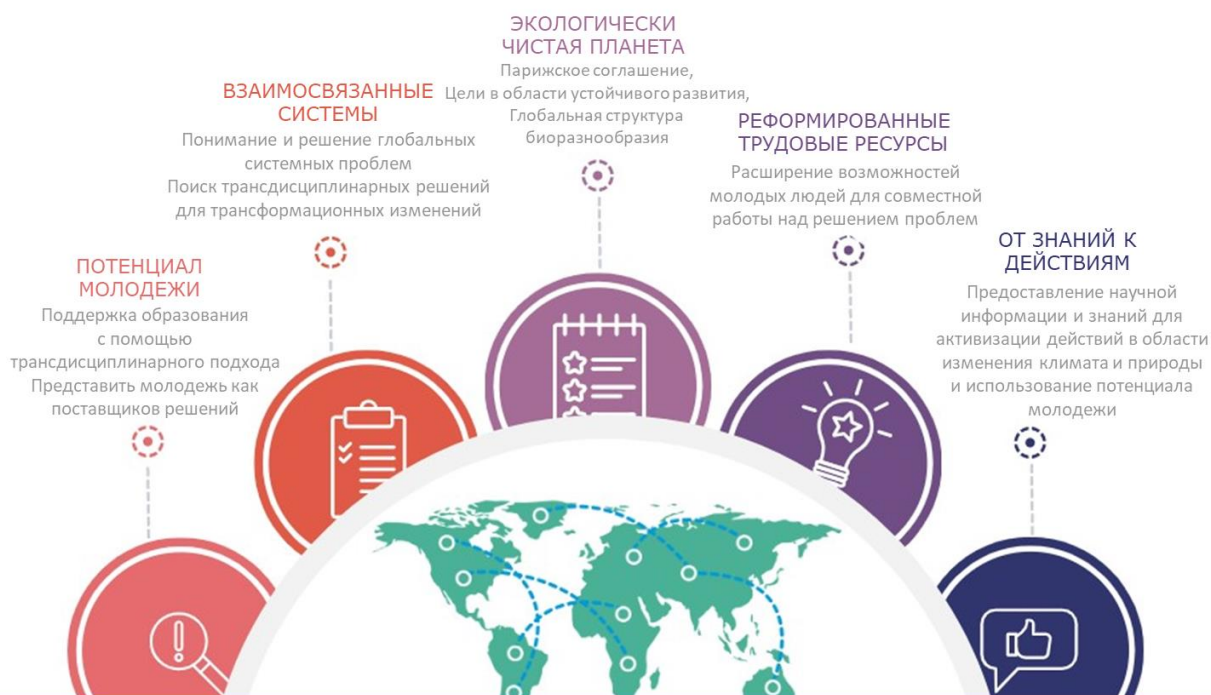 ПОТЕНЦИАЛ
МОЛОДЕЖИ
Поддержка образования
с помощью
трансдисциплинарного подхода
Представить молодежь как
поставщиков решений
ВЗАИМОСВЯЗАННЫЕ
СИСТЕМЫ
Понимание и решение глобальных
системных проблем
Поиск трансдисциплинарных решений
для трансформационных изменений
ЭКОЛОГИЧЕСКИ
ЧИСТАЯ ПЛАНЕТА
Парижское соглашение,
Цели в области устойчивого развития,
Глобальная структура
биоразнообразия
РЕФОРМИРОВАННЫЕ
ТРУДОВЫЕ РЕСУРСЫ
Расширение возможностей
молодых людей для совместной
работы над решением проблем
ОТ ЗНАНИЙ К
ДЕЙСТВИЯМ
Предоставление научной
информации и знаний для
активизации действий в области
изменения климата и природы
и использование потенциала
молодежи